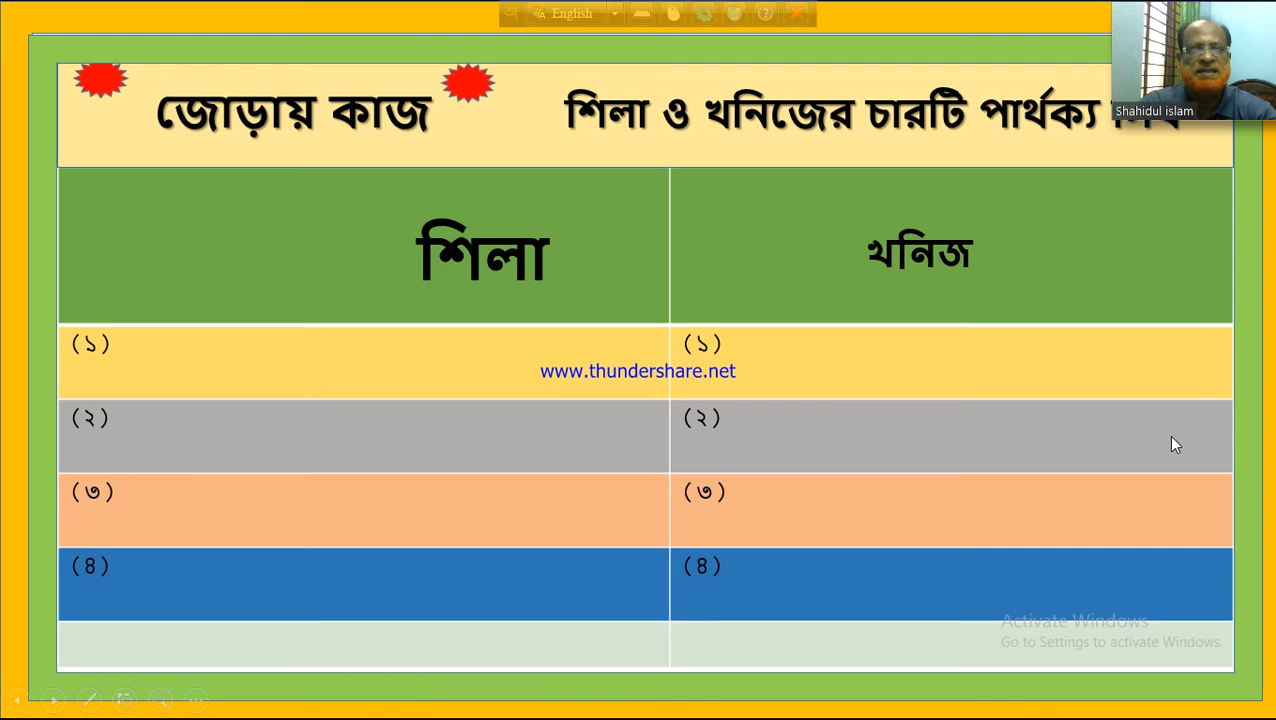 English
Shahidul islam
জোড়ায় কাজ শিলা ও খনিজের চারটি পার্থক্য
শিলা খনিজ
(১) (১)
www.thundershare.net
(২) (২)
(৩) (৩)
(৪) (৪)
Activate Windows
Go to Settings to activate Windows.